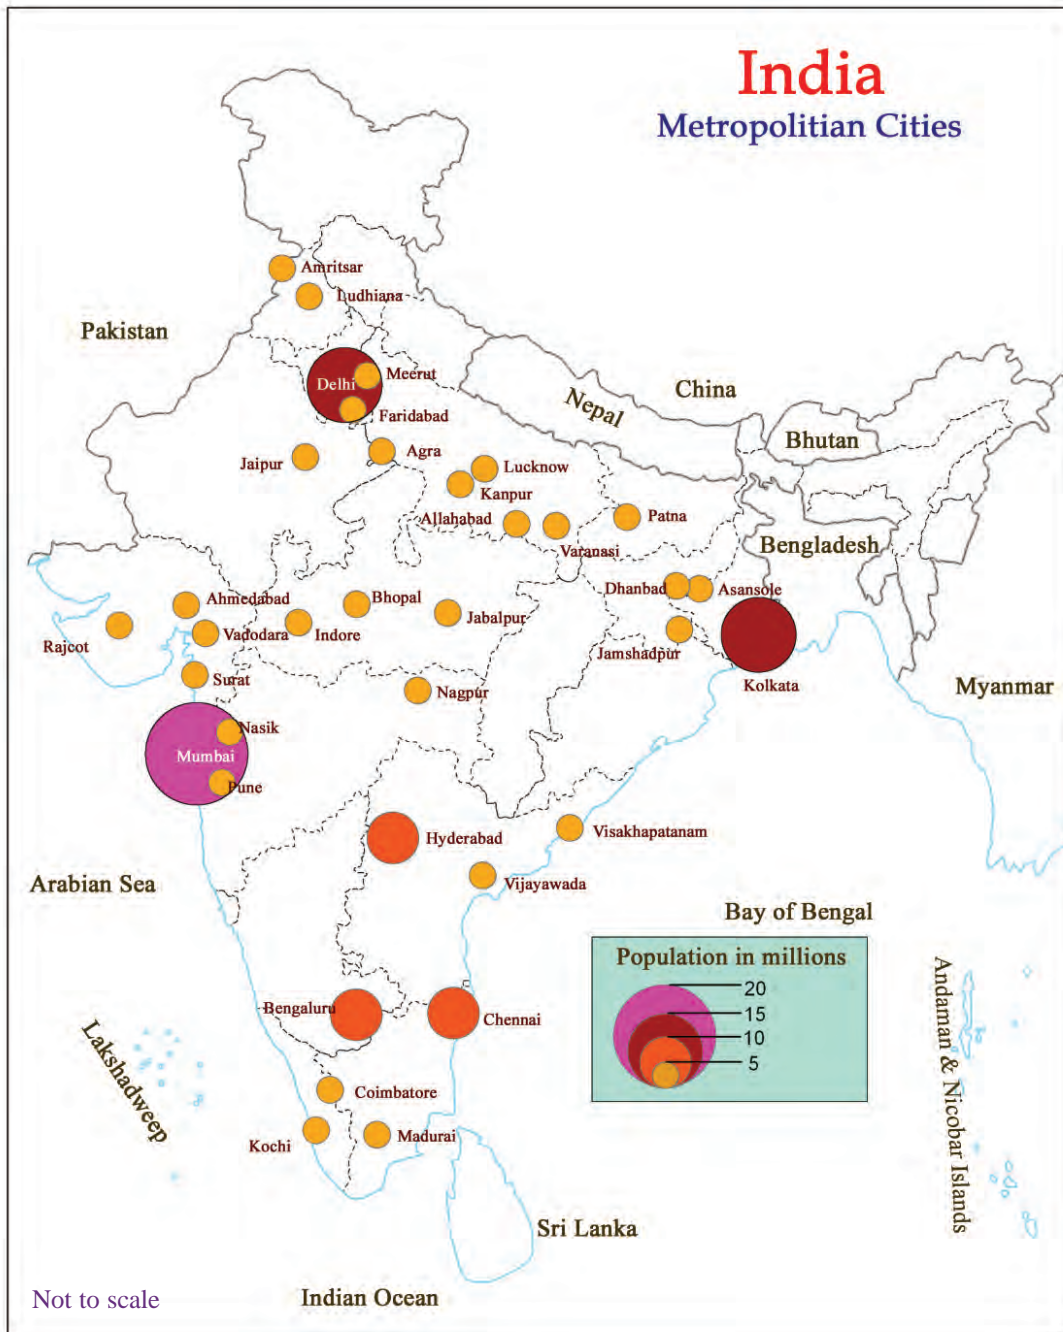 India
Metropolitian Cities
Amritsar
Ludhiana
Pakistan
Delhi
Meerut
Faridabad
China
Nepal
Bhutan
Jaipur
Agra
Lucknow
Kanpur
Allahabad
Varanasi
Patna
Bengladesh
Dhanbad
Asansole
Ahmedabad
Bhopal
Rajcot
Vadodara
Indore
Jabalpur
Jamshadpur
Kolkata
Surat
Nagpur
Myanmar
Nasik
Mumbai
Pune
Hyderabad
Visakhapatanam
Vijayawada
Arabian Sea
Bay of Bengal
Population in millions
20
15
10
5
Bengaluru
Chennai
Andaman & Nicobar Islands
Lakshadweep
Coimbatore
Kochi
Madurai
Sri Lanka
Not to scale
Indian Ocean